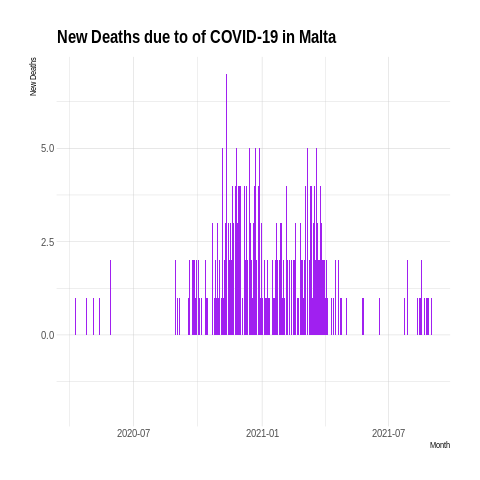 New Deaths due to of COVID-19 in Malta
New Deaths
5.0
2.5
0.0
2020-07
2021-01
2021-07
Month